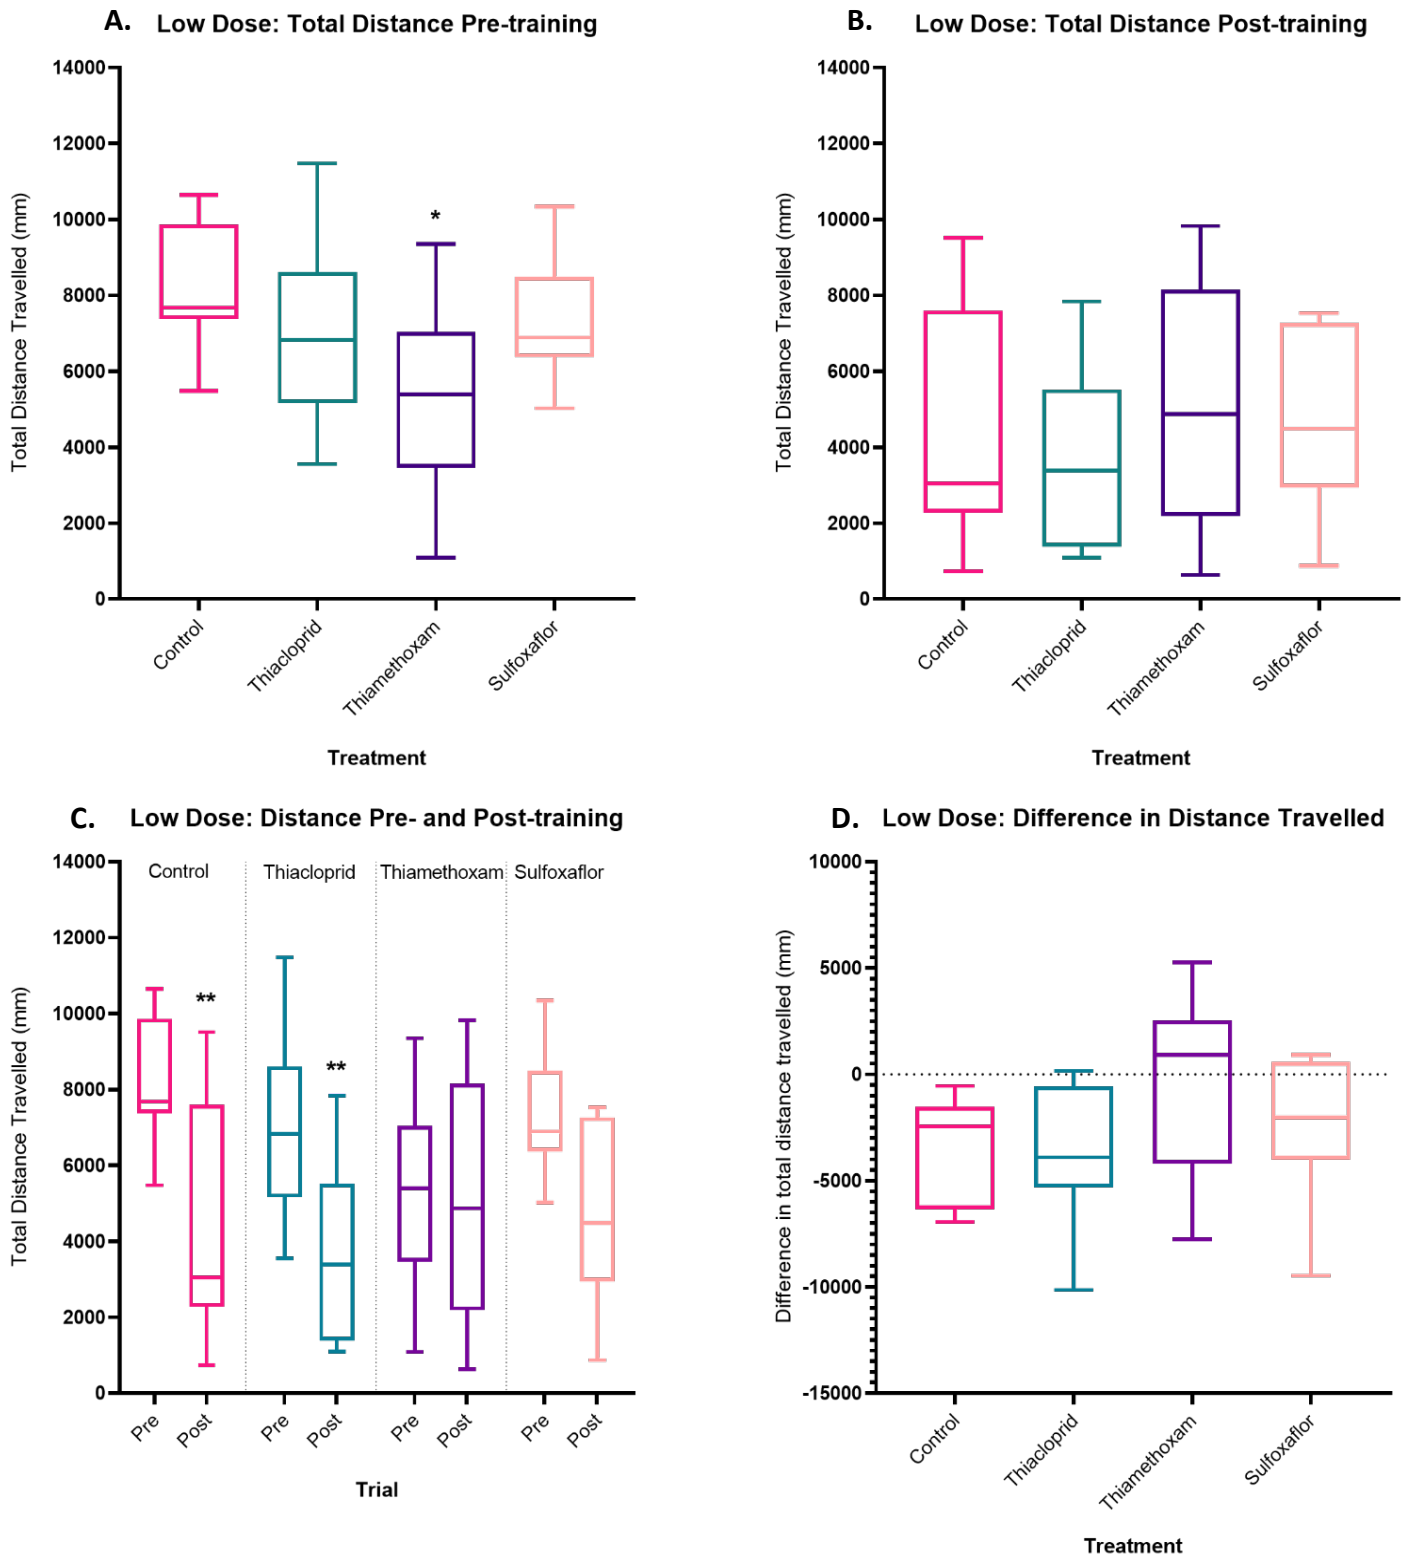 A. Low Dose: Total Distance Pre-training
14000
12000
10000
8000
6000
4000
2000
0
Total Distance Travelled (mm)
*
Control
Thiacloprid
Thiamethoxam
Sulfoxaflor
Treatment
B. Low Dose: Total Distance Post-training
14000
12000
10000
8000
6000
4000
2000
0
Total Distance Travelled (mm)
Control
Thiacloprid
Thiamethoxam
Sulfoxaflor
Treatment
C. Low Dose: Distance Pre- and Post-training
Control Thiacloprid Thiamethoxam Sulfoxaflor
14000
12000
10000
8000
6000
4000
2000
0
Total Distance Travelled (mm)
**
**
Pre
Post
Pre
Post
Pre
Post
Pre
Post
Trial
D. Low Dose: Difference in Distance Travelled
10000
5000
0
-5000
-10000
-15000
Difference in total distance travelled (mm)
Control
Thiacloprid
Thiamethoxam
Sulfoxaflor
Treatment